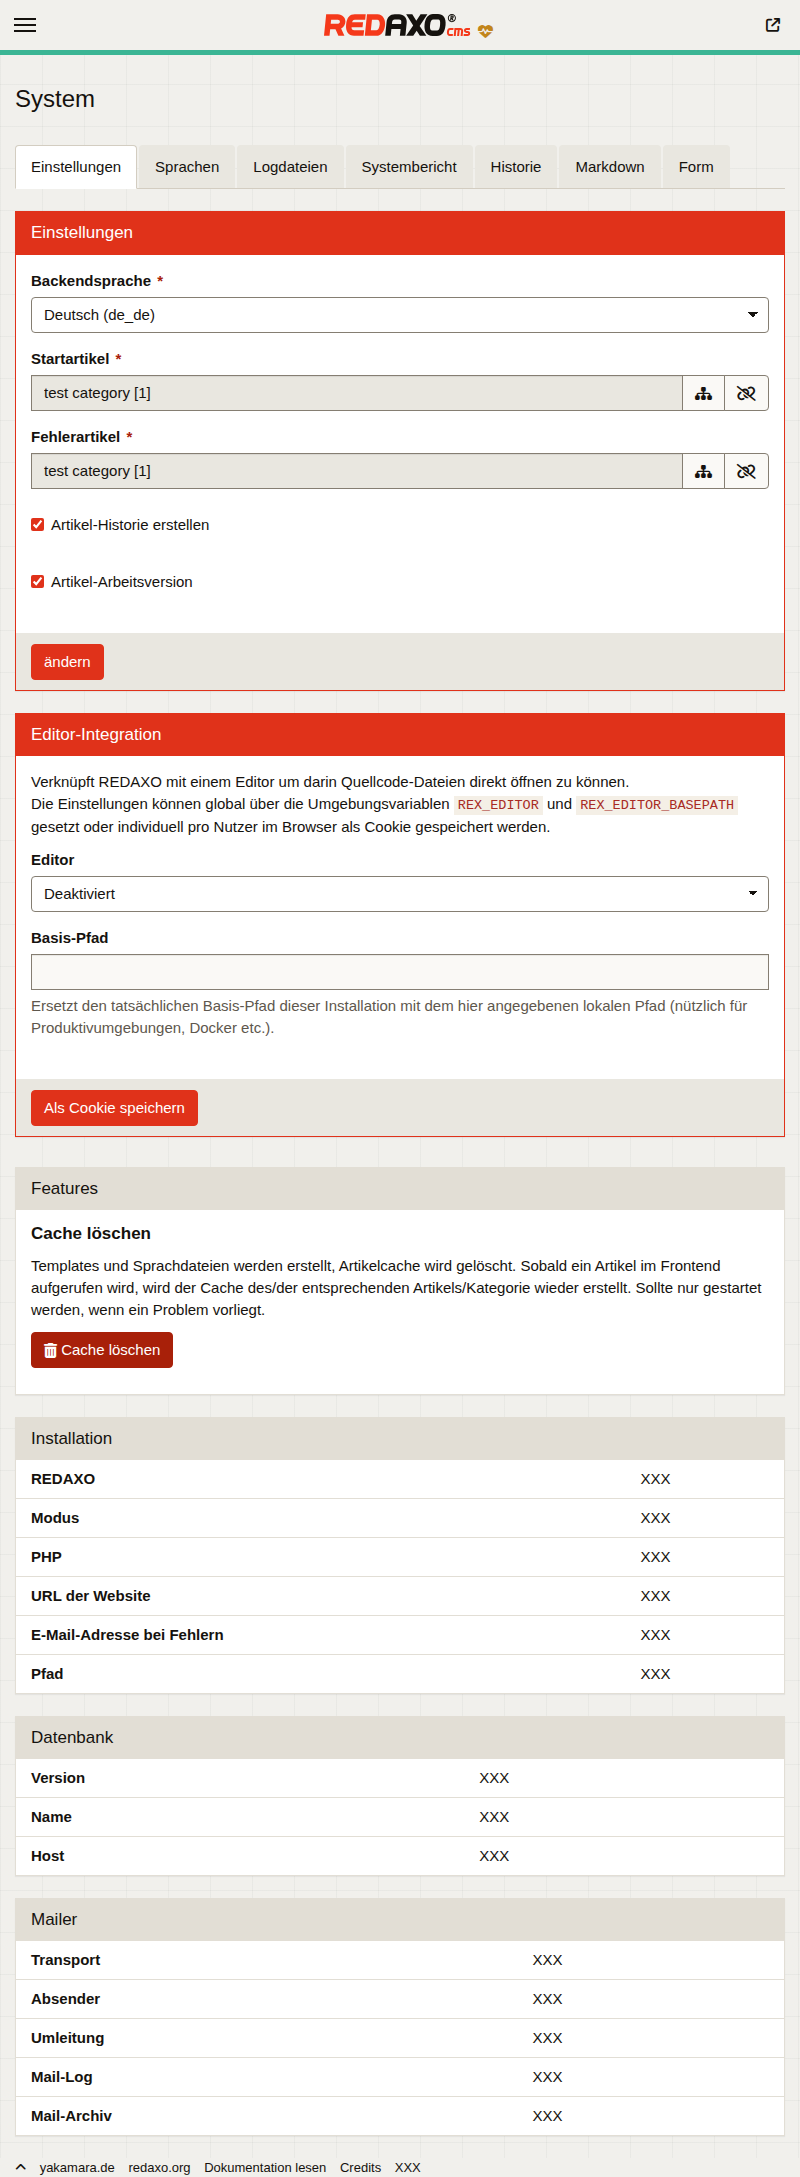 REDAXO® cms
System
Einstellungen Sprachen Logdateien Systembericht Historie Markdown Form
Einstellungen
Backendsprache *
Deutsch (de_de)
Startartikel *
test category [1]
Fehlerartikel *
test category [1]
Artikel-Historie erstellen
Artikel-Arbeitsversion
ändern
Editor-Integration
Verknüpft REDAXO mit einem Editor um darin Quellcode-Dateien direkt öffnen zu können.
Die Einstellungen können global über die Umgebungsvariablen REX_EDITOR und REX_EDITOR_BASEPATH
gesetzt oder individuell pro Nutzer im Browser als Cookie gespeichert werden.
Editor
Deaktiviert
Basis-Pfad
Ersetzt den tatsächlichen Basis-Pfad dieser Installation mit dem hier angegebenen lokalen Pfad (nützlich für
Produktivumgebungen, Docker etc.).
Als Cookie speichern
Features
Cache löschen
Templates und Sprachdateien werden erstellt, Artikelcache wird gelöscht. Sobald ein Artikel im Frontend
aufgerufen wird, wird der Cache des/der entsprechenden Artikels/Kategorie wieder erstellt. Sollte nur gestartet
werden, wenn ein Problem vorliegt.
Cache löschen
Installation
REDAXO XXX
Modus XXX
PHP XXX
URL der Website XXX
E-Mail-Adresse bei Fehlern XXX
Pfad XXX
Datenbank
Version XXX
Name XXX
Host XXX
Mailer
Transport XXX
Absender XXX
Umleitung XXX
Mail-Log XXX
Mail-Archiv XXX
yakamara.de redaxo.org Dokumentation lesen Credits XXX